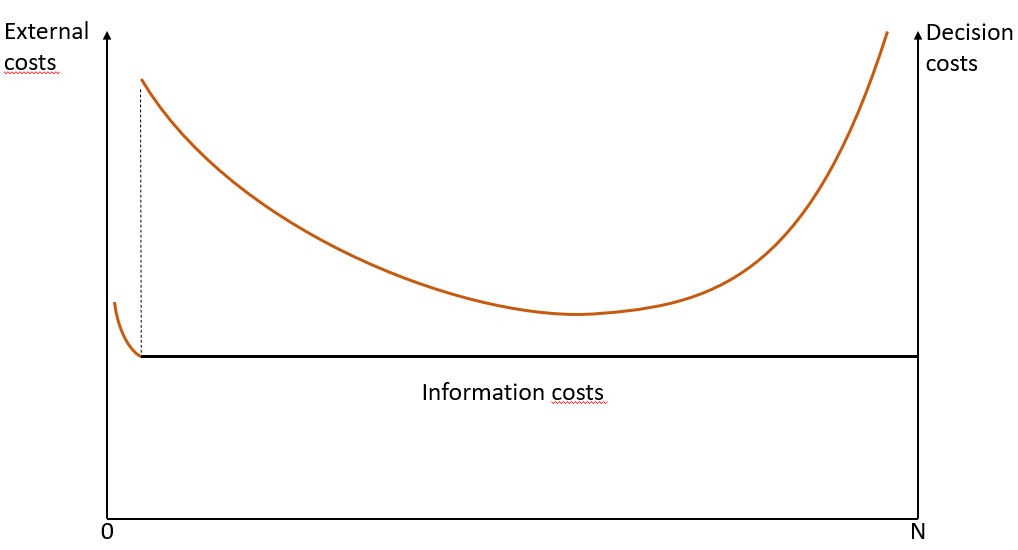 External
costs
Decision
costs
Information costs
0
N